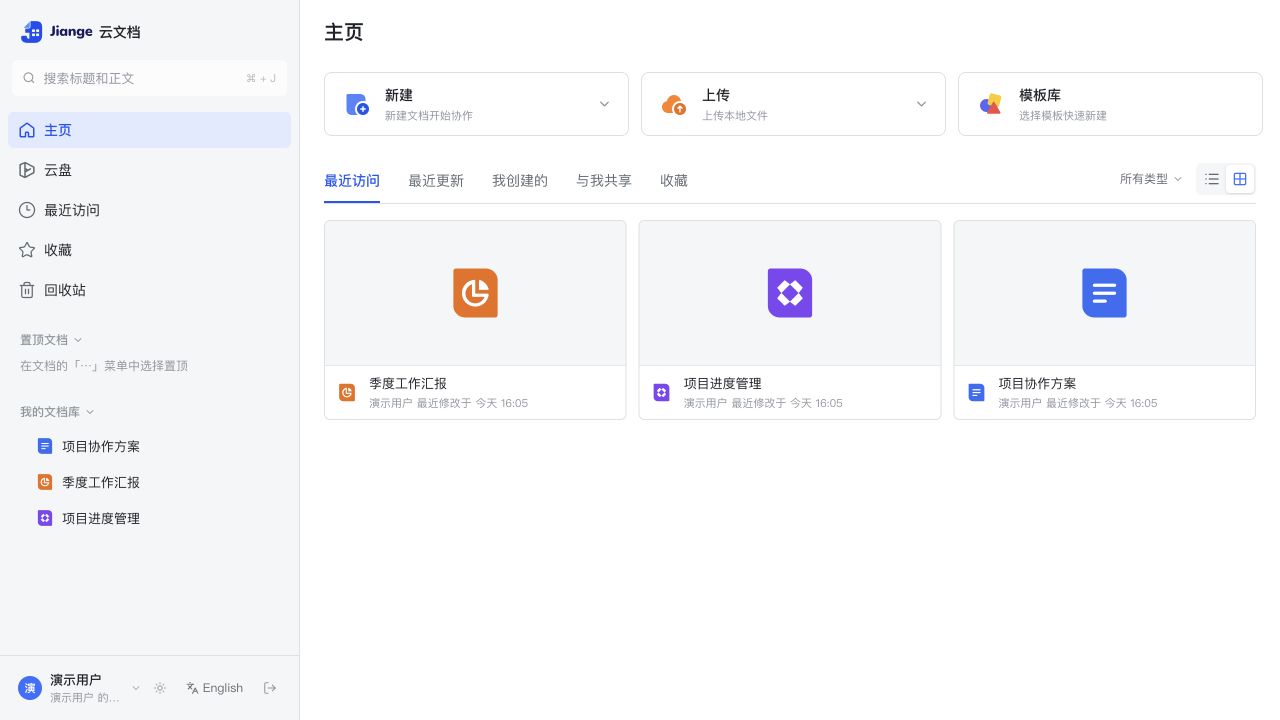 Jiange 云文档
搜索标题和正文
⌘ + J
主页
云盘
最近访问
收藏
回收站
置顶文档
在文档的「···」菜单中选择置顶
我的文档库
项目协作方案
季度工作汇报
项目进度管理
演
演示用户
演示用户 的...
English
主页
新建
新建文档开始协作
上传
上传本地文件
模板库
选择模板快速新建
最近访问
最近更新
我创建的
与我共享
收藏
所有类型
季度工作汇报
演示用户 最近修改于 今天 16:05
项目进度管理
演示用户 最近修改于 今天 16:05
项目协作方案
演示用户 最近修改于 今天 16:05